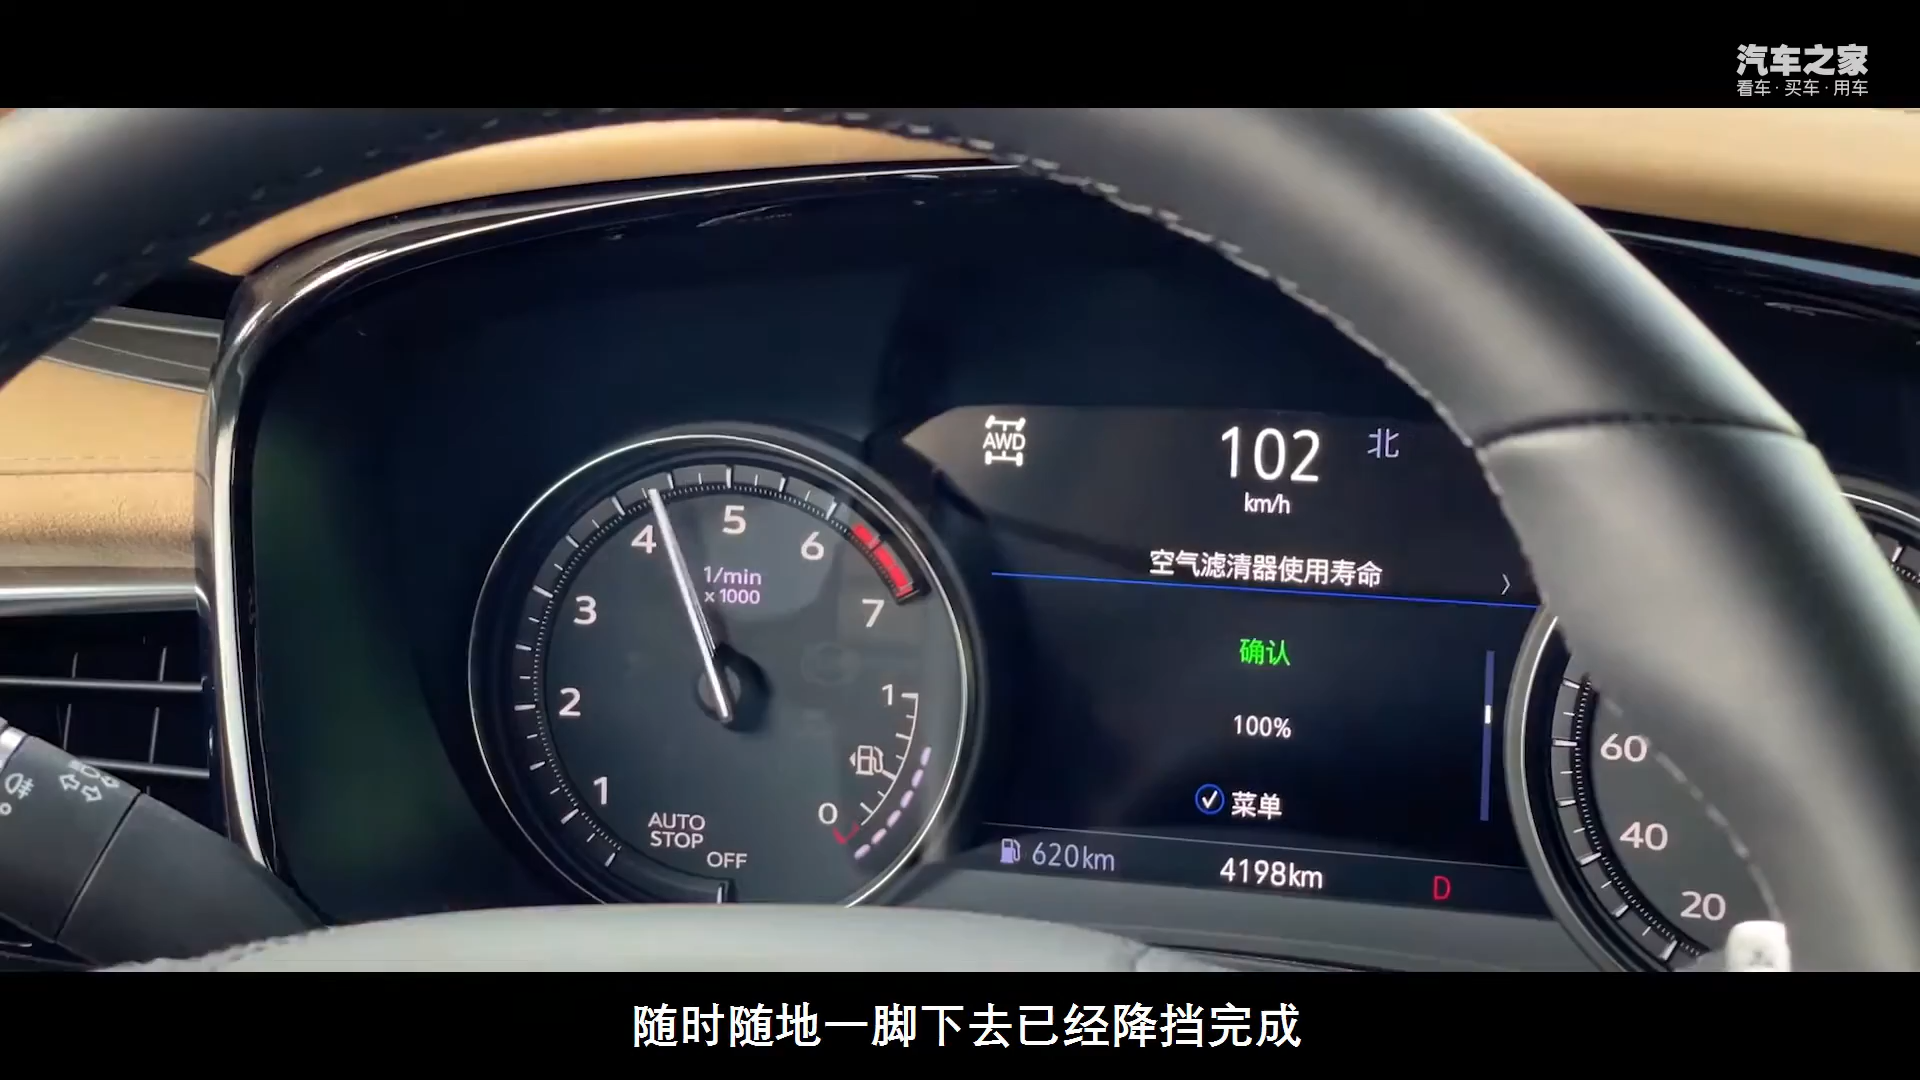 汽车之家
看车·买车·用车
AWD
102
北
km/h
空气滤清器使用寿命
确认
100%
菜单
620km
4198km
D
5
4
6
1/min
x1000
3
7
2
1
1
0
AUTO
STOP
OFF
60
40
20
随时随地一脚下去已经降挡完成